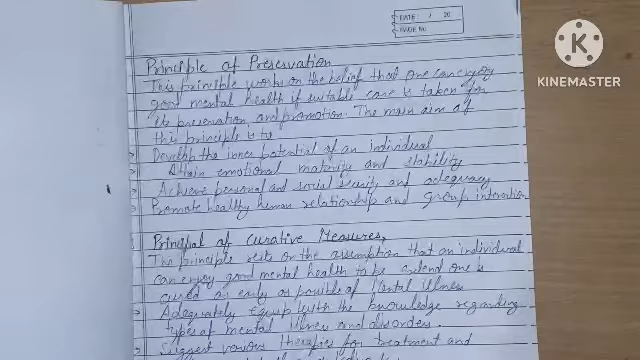 DATE: / 20
PAGE NO
K
KINEMASTER
Principle of Preservation
This principle works on the belief that one can enjoy
good mental health if suitable care is taken for
its preservation and promotion. The main aim of
this principle is to
> Develop the inner potential of an individual
Attain emotional maturity and stability
> Achieve personal and social security and adequacy
> Promote healthy human relationship and group interaction
Principal of Curative Measures,
The principle rests on the assumption that an individual
can enjoy good mental health to be extend one is
cured as early as possible of Mental illness
> Adequately equip with the knowledge regarding
types of mental illness and disorders.
> Suggest various therapies for treatment and